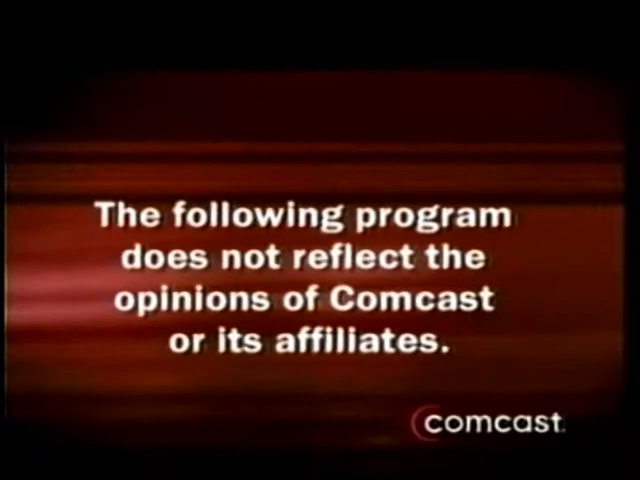 The following program
does not reflect the
opinions of Comcast
or its affiliates.
comcast.